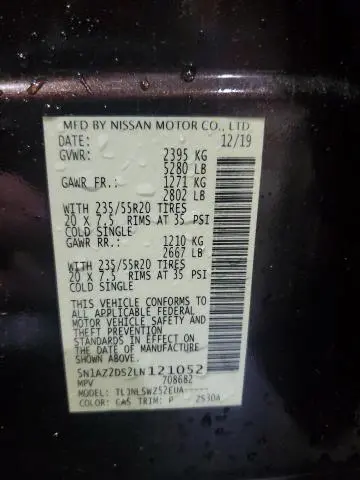 MFD BY NISSAN MOTOR CO., LTD
DATE: 12/19
GVWR: 2395 KG
5280 LB
GAWR FR.: 1271 KG
2802 LB
WITH 235/55R20 TIRES
20 X 7.5 RIMS AT 35 PSI
COLD SINGLE
GAWR RR.: 1210 KG
2667 LB
WITH 235/55R20 TIRES
20 X 7.5 RIMS AT 35 PSI
COLD SINGLE
THIS VEHICLE CONFORMS TO
ALL APPLICABLE FEDERAL
MOTOR VEHICLE SAFETY AND
THEFT PREVENTION
STANDARDS IN EFFECT ON
THE DATE OF MANUFACTURE
SHOWN ABOVE.
5N1AZ2DS2LN121052
MPV 708682
TLJNLSWZ52EUA-----
COLOR: GAS TRIM: P 2S30A